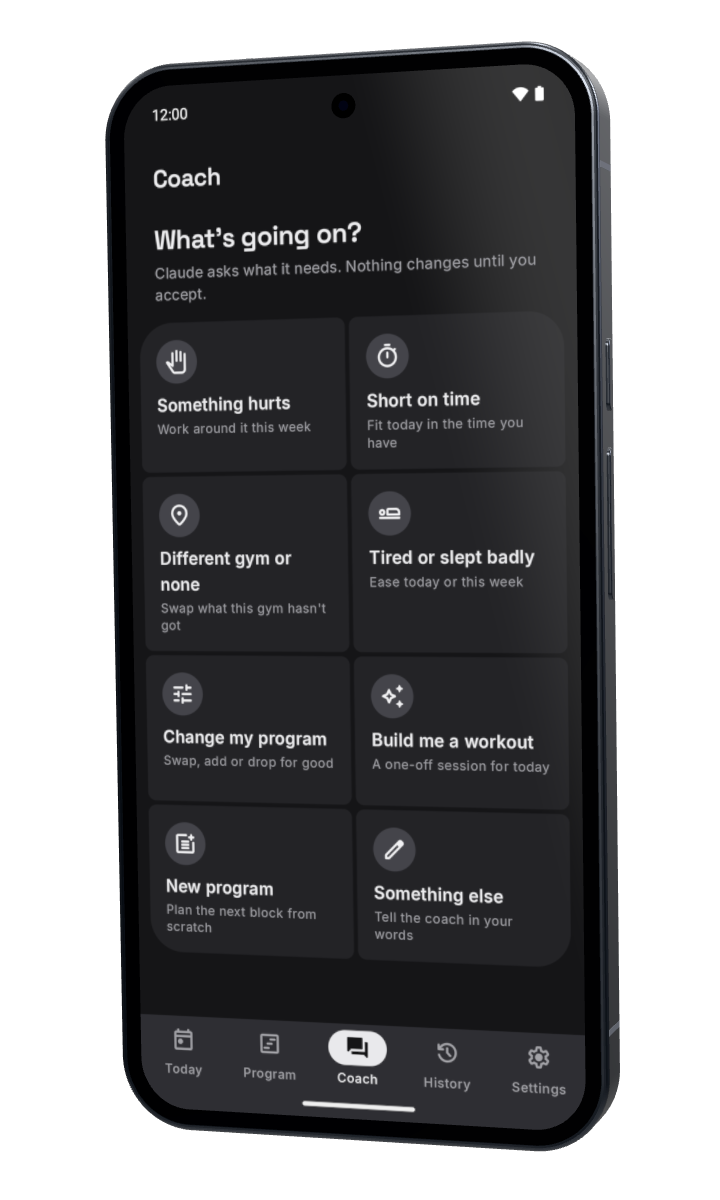 12:00
Coach
What's going on?
Claude asks what it needs. Nothing changes until you
accept.
Something hurts
Work around it this week
Short on time
Fit today in the time you
have
Different gym or
none
Swap what this gym hasn't
got
Tired or slept badly
Ease today or this week
Change my program
Swap, add or drop for good
Build me a workout
A one-off session for today
New program
Plan the next block from
scratch
Something else
Tell the coach in your
words
Today
Program
Coach
History
Settings